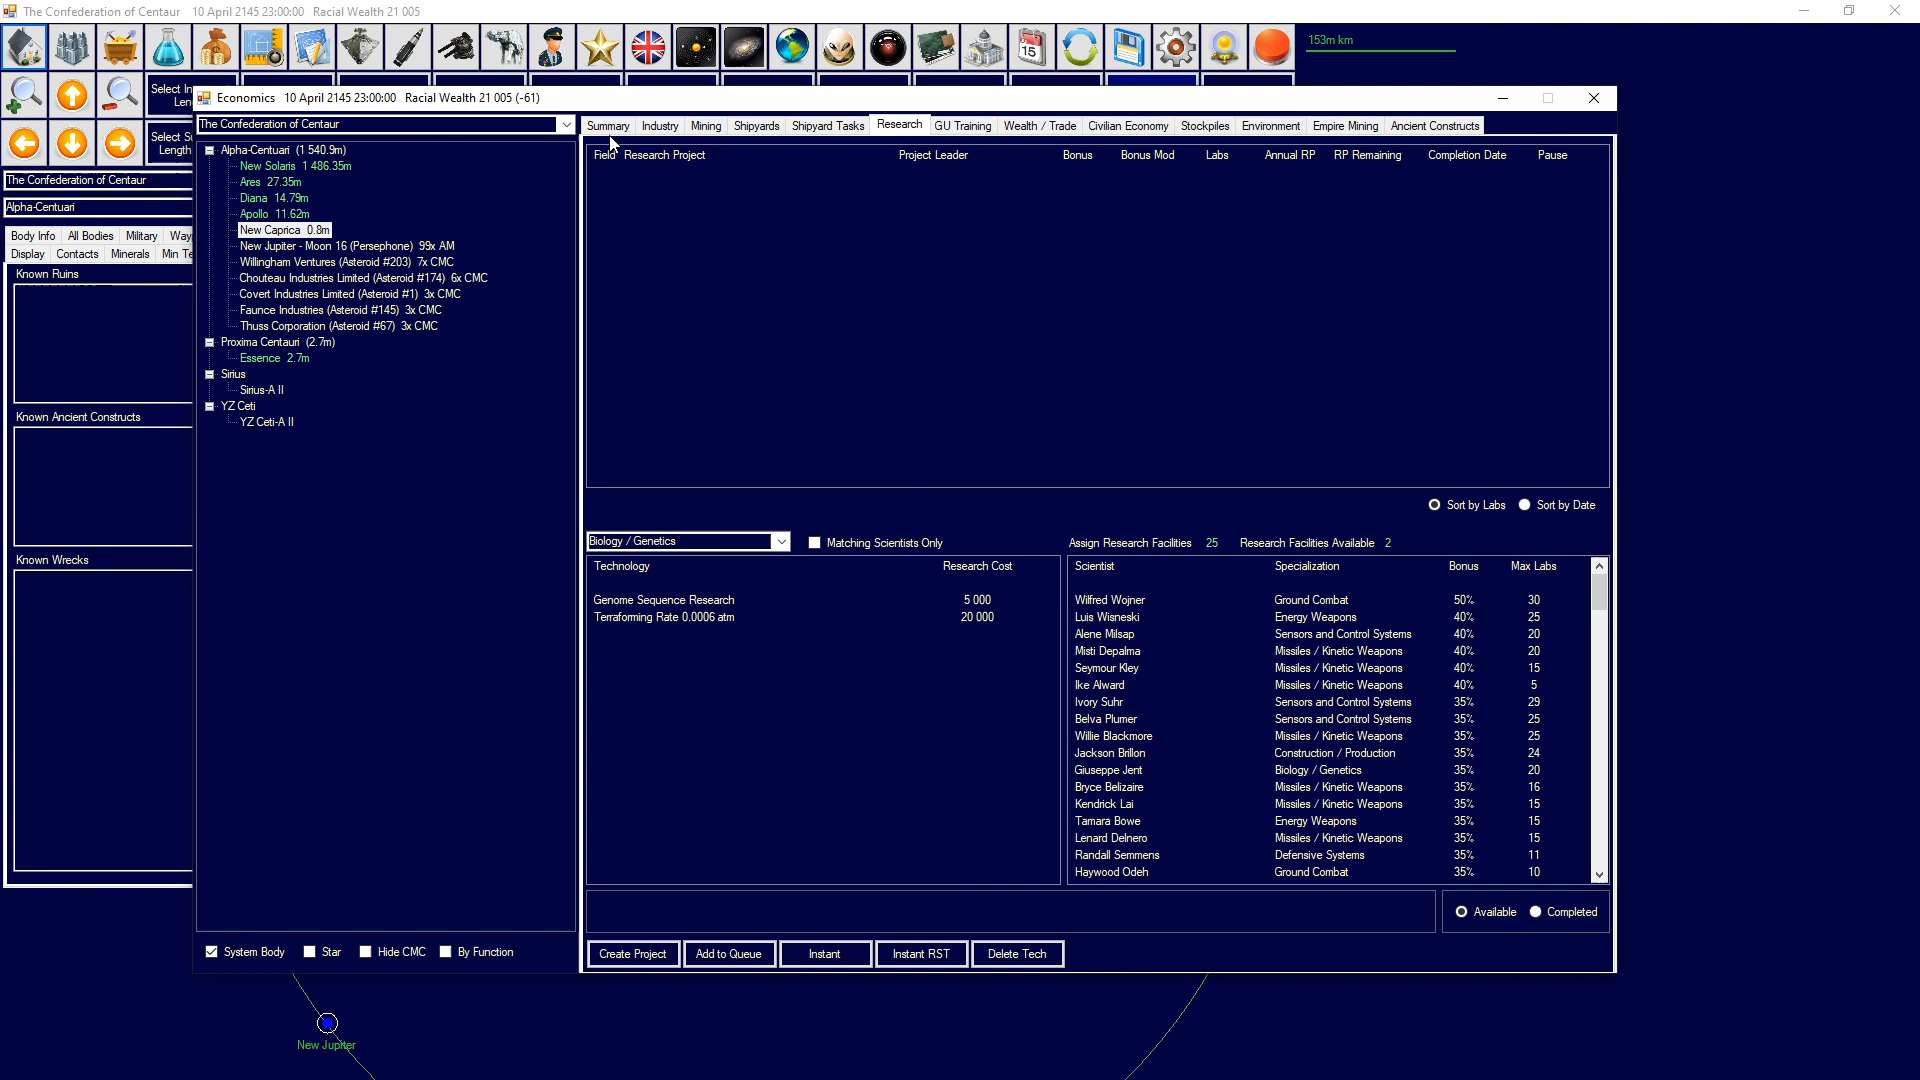 The Confederation of Centaur 10 April 2145 23:00:00 Racial Wealth 21 005
15
153m km
Select In
Len
Select S
Length
The Confederation of Centaur
Alpha-Centauri
Body Info All Bodies Military Way
Display Contacts Minerals Min Te
Known Ruins
Known Ancient Constructs
Known Wrecks
Economics 10 April 2145 23:00:00 Racial Wealth 21 005 (-61)
The Confederation of Centaur
Alpha-Centauri (1 540.9m)
New Solaris 1 486.35m
Ares 27.35m
Diana 14.79m
Apollo 11.62m
New Caprica 0.8m
New Jupiter - Moon 16 (Persephone) 99x AM
Willingham Ventures (Asteroid #203) 7x CMC
Chouteau Industries Limited (Asteroid #174) 6x CMC
Covert Industries Limited (Asteroid #1) 3x CMC
Faunce Industries (Asteroid #145) 3x CMC
Thuss Corporation (Asteroid #67) 3x CMC
Proxima Centauri (2.7m)
Essence 2.7m
Sirius
Sirius-A II
YZ Ceti
YZ Ceti-A II
System Body Star Hide CMC By Function
Summary Industry Mining Shipyards Shipyard Tasks Research GU Training Wealth / Trade Civilian Economy Stockpiles Environment Empire Mining Ancient Constructs
Field Research Project Project Leader Bonus Bonus Mod Labs Annual RP RP Remaining Completion Date Pause
Sort by Labs Sort by Date
Biology / Genetics Matching Scientists Only Assign Research Facilities 25 Research Facilities Available 2
Technology Research Cost
Genome Sequence Research 5 000
Terraforming Rate 0.0006 atm 20 000
Scientist Specialization Bonus Max Labs
Wilfred Wojner Ground Combat 50% 30
Luis Wisneski Energy Weapons 40% 25
Alene Milsap Sensors and Control Systems 40% 20
Misti Depalma Missiles / Kinetic Weapons 40% 20
Seymour Kley Missiles / Kinetic Weapons 40% 15
Ike Alward Missiles / Kinetic Weapons 40% 5
Ivory Suhr Sensors and Control Systems 35% 29
Belva Plumer Sensors and Control Systems 35% 25
Willie Blackmore Missiles / Kinetic Weapons 35% 25
Jackson Brillon Construction / Production 35% 24
Giuseppe Jent Biology / Genetics 35% 20
Bryce Belizaire Missiles / Kinetic Weapons 35% 16
Kendrick Lai Missiles / Kinetic Weapons 35% 15
Tamara Bowe Energy Weapons 35% 15
Lenard Delnero Missiles / Kinetic Weapons 35% 15
Randall Semmens Defensive Systems 35% 11
Haywood Odeh Ground Combat 35% 10
Available Completed
Create Project Add to Queue Instant Instant RST Delete Tech
New Jupiter